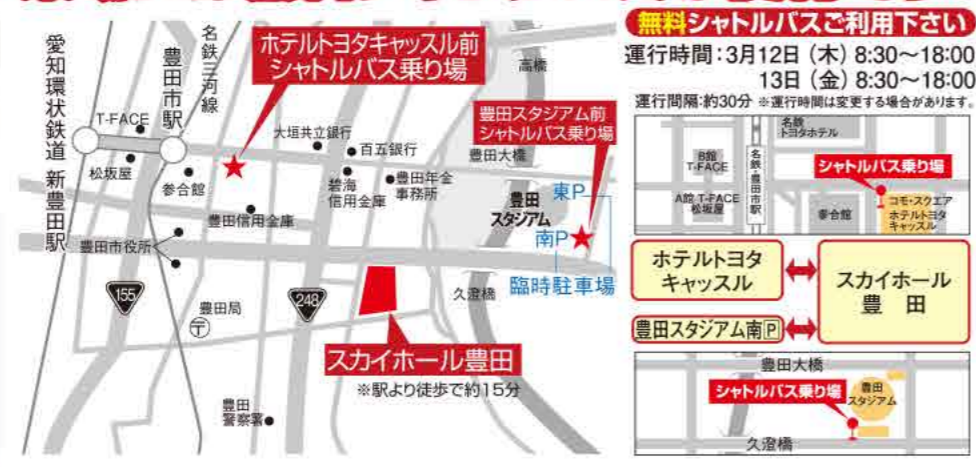 無料シャトルバスご利用下さい
運行時間:3月12日 (木) 8:30～18:00
13日 (金) 8:30～18:00
運行間隔:約30分 ※運行時間は変更する場合があります。
愛知環状鉄道 新豊田駅
豊田市駅
名鉄三河線
ホテルトヨタキャッスル前
シャトルバス乗り場
高橋
T-FACE
松坂屋
参合館
大垣共立銀行
百五銀行
碧海
信用金庫
豊田年金
事務所
豊田信用金庫
豊田市役所
豊田大橋
豊田スタジアム前
シャトルバス乗り場
豊田
スタジアム
東P
南P
臨時駐車場
久澄橋
155
248
豊田局
〒
スカイホール豊田
※駅より徒歩で約15分
豊田
警察署
名鉄
トヨタホテル
B館
T-FACE
名鉄・豊田市駅
シャトルバス乗り場
A館 T-FACE
松坂屋
参合館
コモ・スクエア
ホテルトヨタ
キャッスル
ホテルトヨタ
キャッスル
スカイホール
豊 田
豊田スタジアム南P
豊田大橋
シャトルバス乗り場
豊田
スタジアム
久澄橋